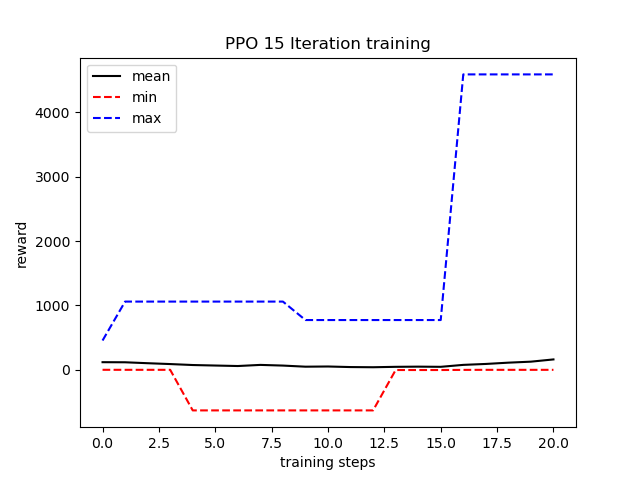 PPO 15 Iteration training
mean
min
max
4000
3000
2000
1000
0
reward
0.0 2.5 5.0 7.5 10.0 12.5 15.0 17.5 20.0
training steps